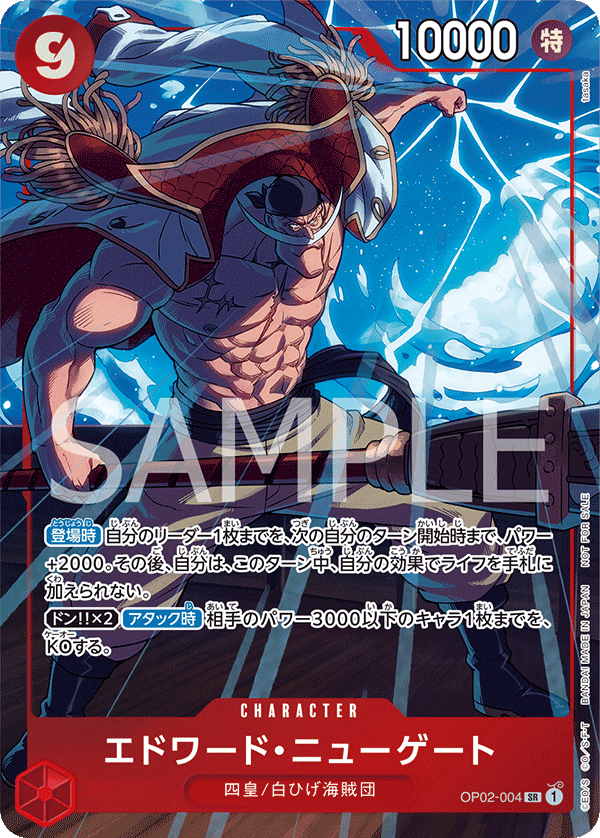 9
10000
特
tasaka
SAMPLE
登場時 自分のリーダー1枚までを、次の自分のターン開始時まで、パワー
+2000。その後、自分は、このターン中、自分の効果でライフを手札に
加えられない。
ドン!!×2 アタック時 相手のパワー3000以下のキャラ1枚までを、
KOする。
CHARACTER
エドワード・ニューゲート
四皇/白ひげ海賊団
OP02-004 SR 1
©E.O/S. ©O/S・F・T BANDAI MADE IN JAPAN NOT FOR SALE